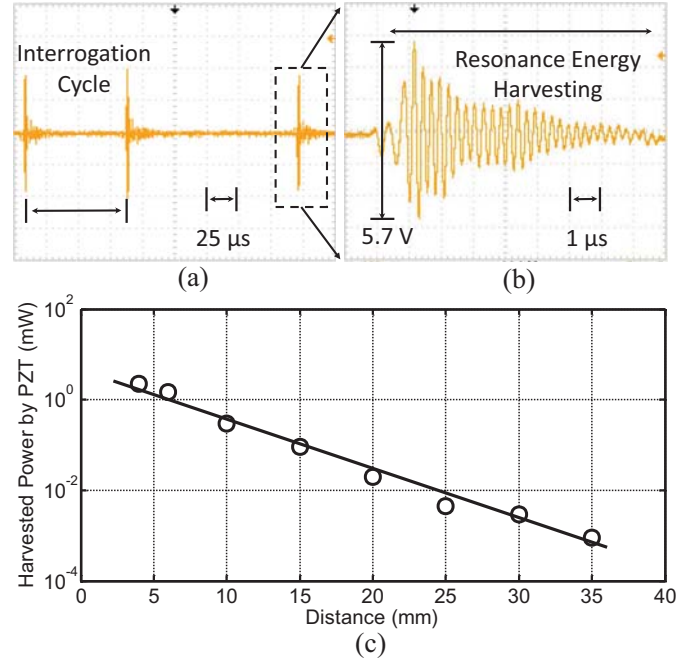 Interrogation
Cycle
25 μs
(a)
Resonance Energy
Harvesting
5.7 V
1 μs
(b)
Harvested Power by PZT (mW)
10^2
10^0
10^-2
10^-4
0 5 10 15 20 25 30 35 40
Distance (mm)
(c)